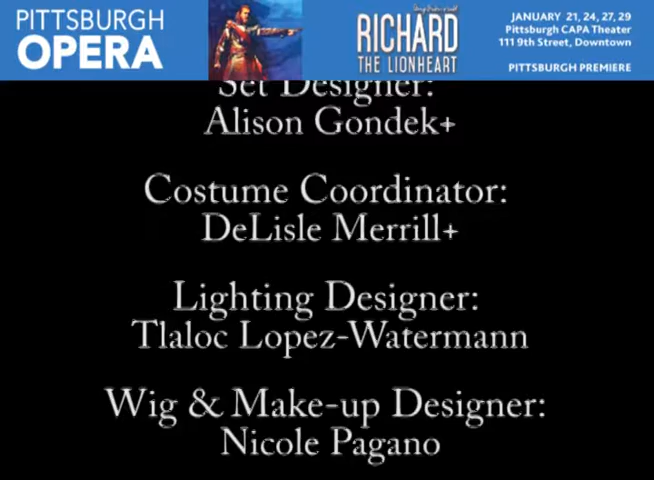 PITTSBURGH
OPERA
RICHARD
THE LIONHEART
JANUARY 21, 24, 27, 29
Pittsburgh CAPA Theater
111 9th Street, Downtown
PITTSBURGH PREMIERE
Set Designer:
Alison Gondek+
Costume Coordinator:
DeLisle Merrill+
Lighting Designer:
Tlaloc Lopez-Watermann
Wig & Make-up Designer:
Nicole Pagano